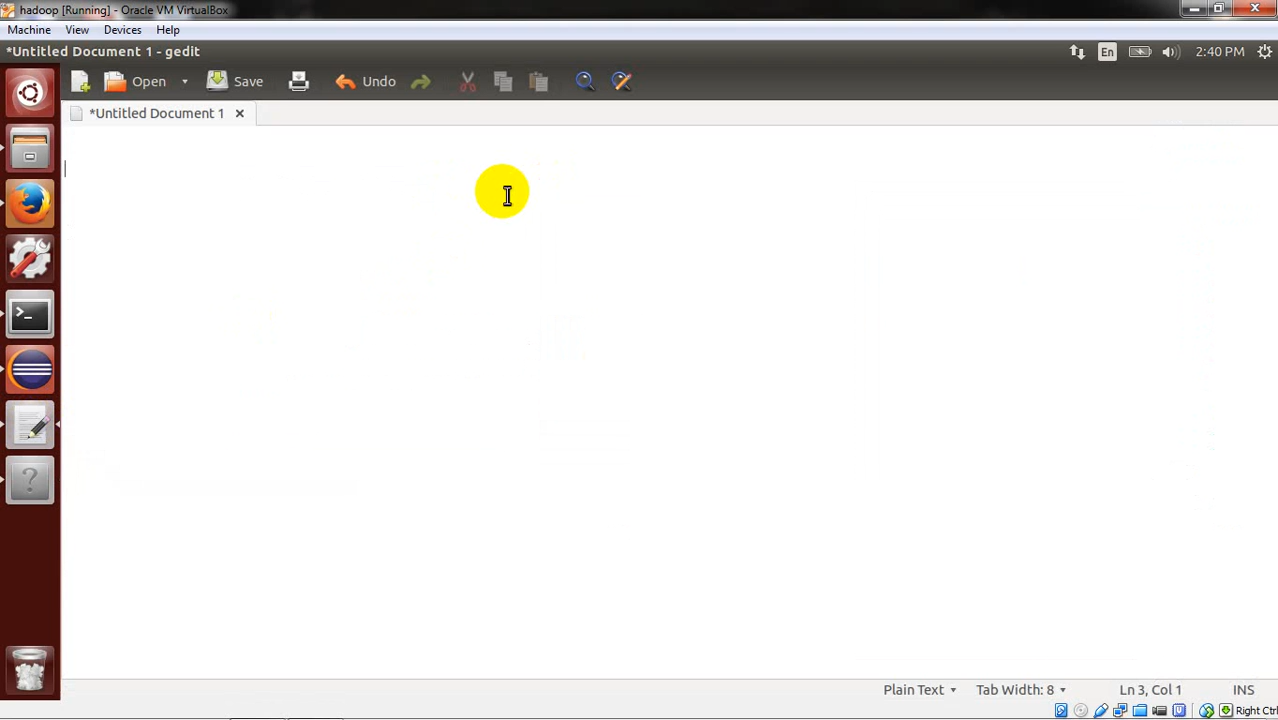 hadoop [Running] - Oracle VM VirtualBox
Machine View Devices Help
*Untitled Document 1 - gedit
En
2:40 PM
Open
Save
Undo
*Untitled Document 1
Plain Text
Tab Width: 8
Ln 3, Col 1
INS
Right Ctrl